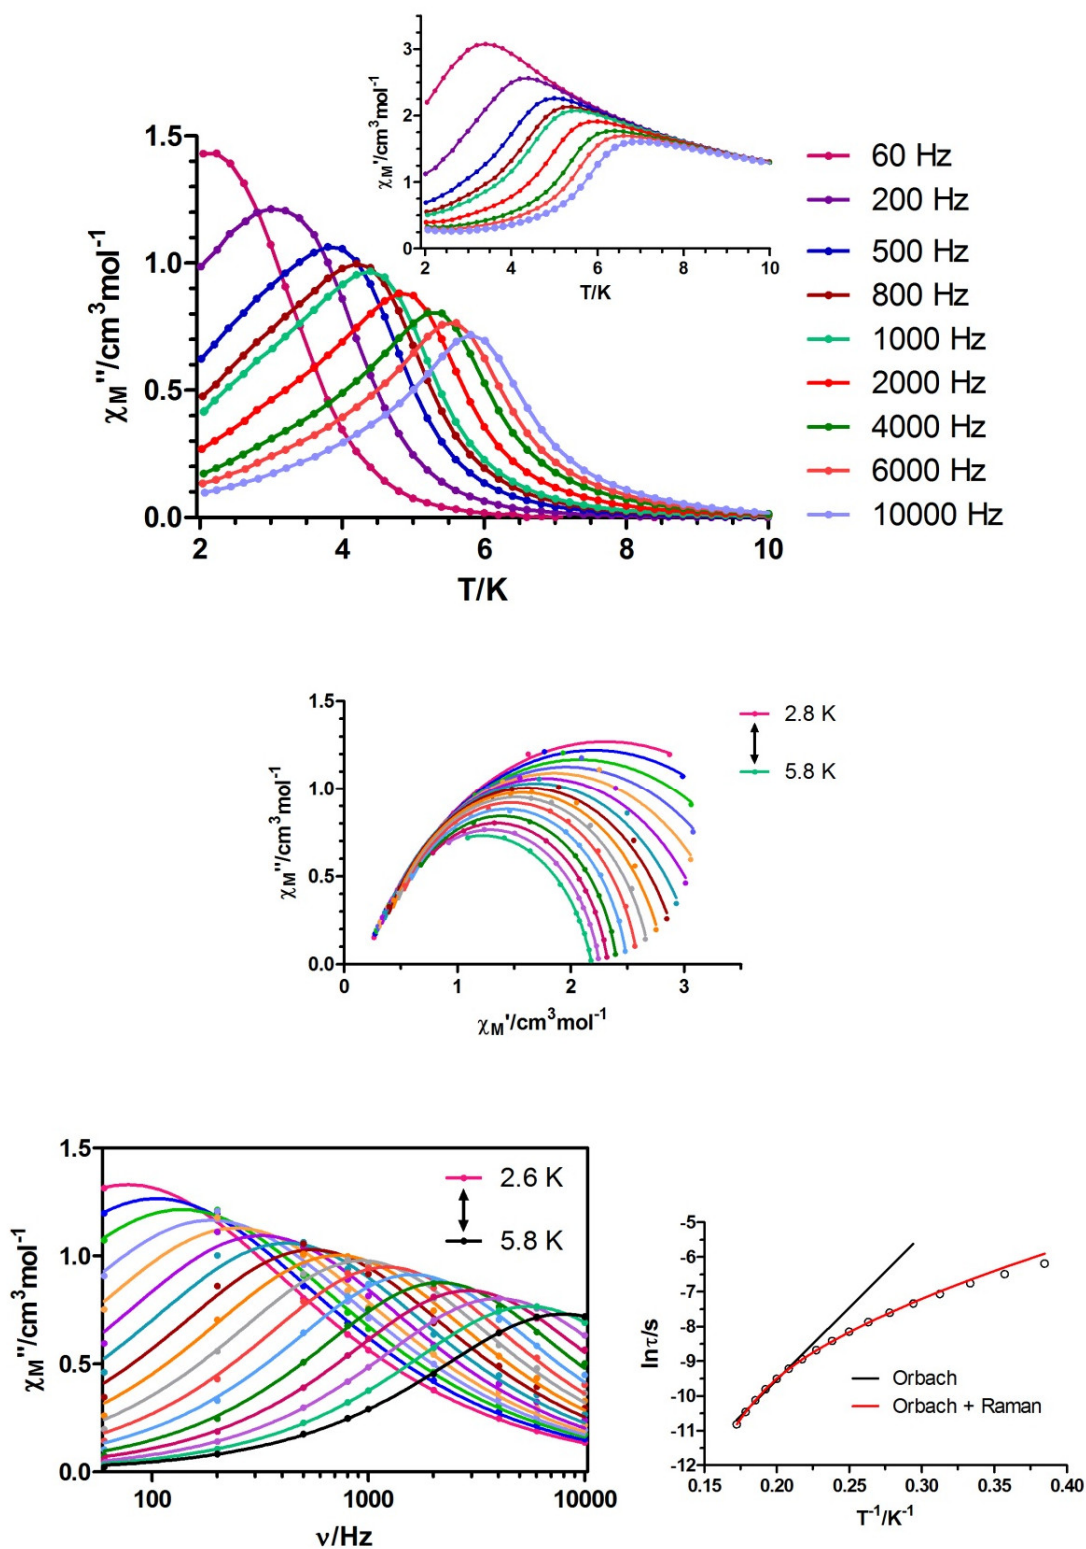 χM'/cm3mol-1
3
2
1
0
2
4
6
8
10
T/K
χM''/cm3mol-1
1.5
1.0
0.5
0.0
2
4
6
8
10
T/K
60 Hz
200 Hz
500 Hz
800 Hz
1000 Hz
2000 Hz
4000 Hz
6000 Hz
10000 Hz
χM''/cm3mol-1
1.5
1.0
0.5
0.0
0
1
2
3
χM'/cm3mol-1
2.8 K
5.8 K
χM''/cm3mol-1
1.5
1.0
0.5
0.0
100
1000
10000
ν/Hz
2.6 K
5.8 K
lnτ/s
-5
-6
-7
-8
-9
-10
-11
-12
0.15
0.20
0.25
0.30
0.35
0.40
T-1/K-1
Orbach
Orbach + Raman